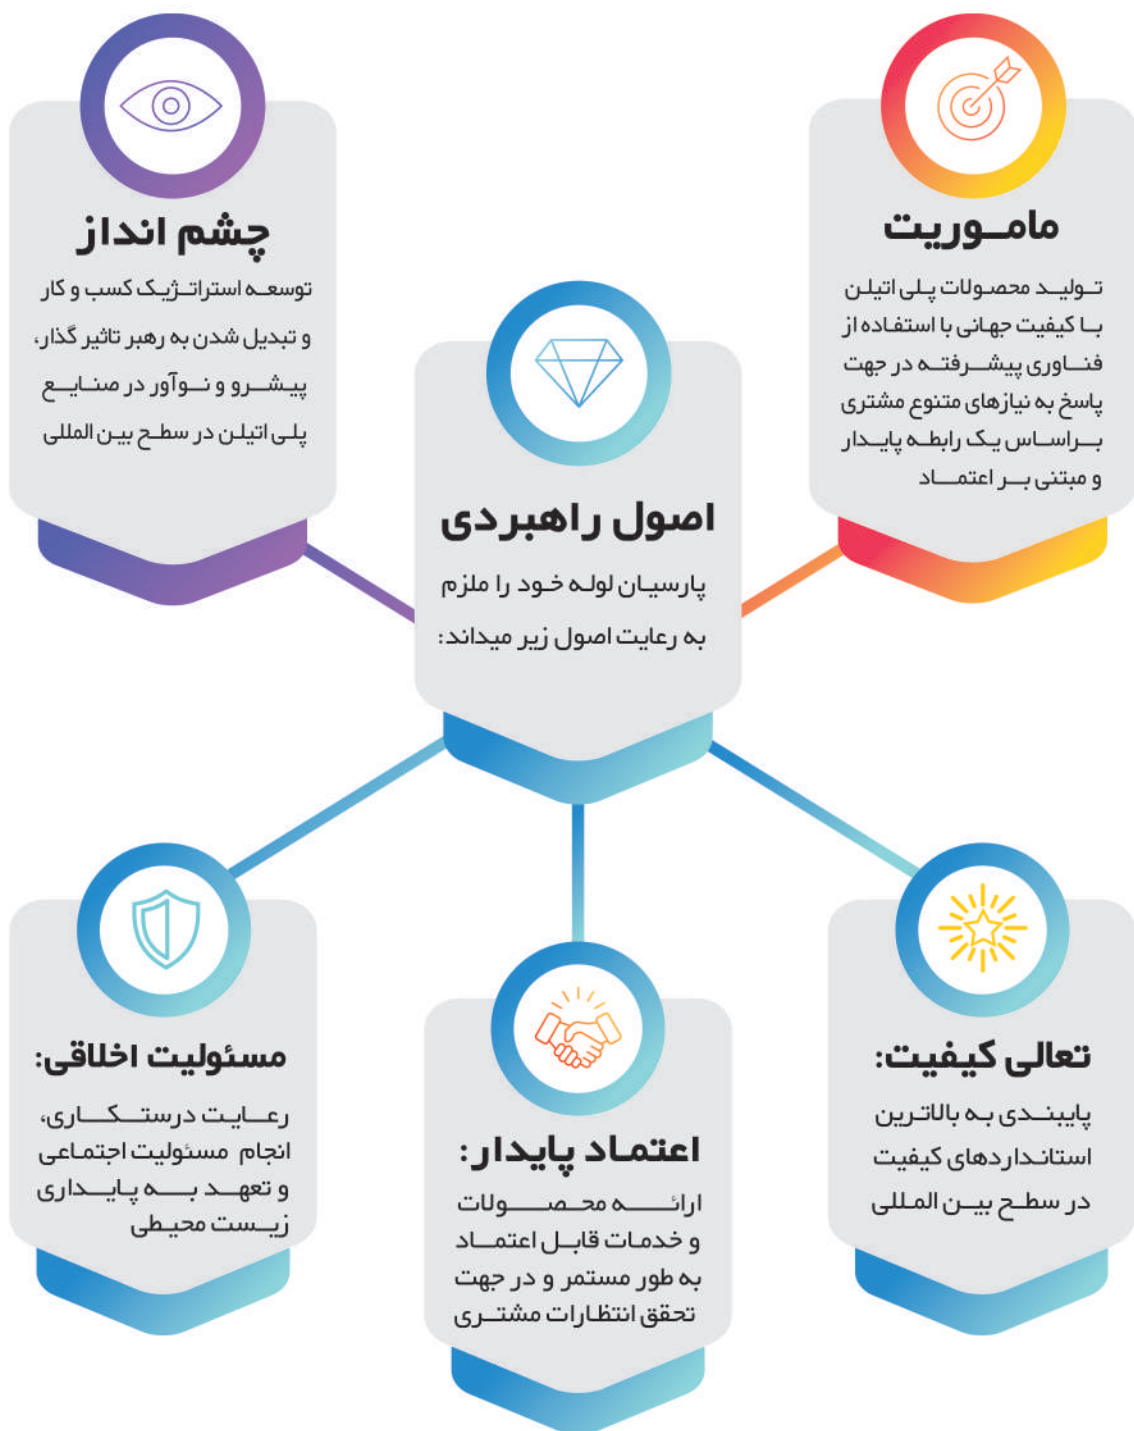 ماموریت
تولید محصولات پلی اتیلن
با کیفیت جهانی با استفاده از
فناوری پیشرفته در جهت
پاسخ به نیازهای متنوع مشتری
براساس یک رابطه پایدار
و مبتنی بر اعتماد
چشم انداز
توسعه استراتژیک کسب و کار
و تبدیل شدن به رهبر تاثیر گذار،
پیشرو و نوآور در صنایع
پلی اتیلن در سطح بین المللی
اصول راهبردی
پارسیان لوله خود را ملزم
به رعایت اصول زیر میداند:
تعالی کیفیت:
پایبندی به بالاترین
استانداردهای کیفیت
در سطح بین المللی
اعتماد پایدار:
ارائه محصولات
و خدمات قابل اعتماد
به طور مستمر و در جهت
تحقق انتظارات مشتری
مسئولیت اخلاقی:
رعایت درستکاری،
انجام مسئولیت اجتماعی
و تعهد به پایداری
زیست محیطی